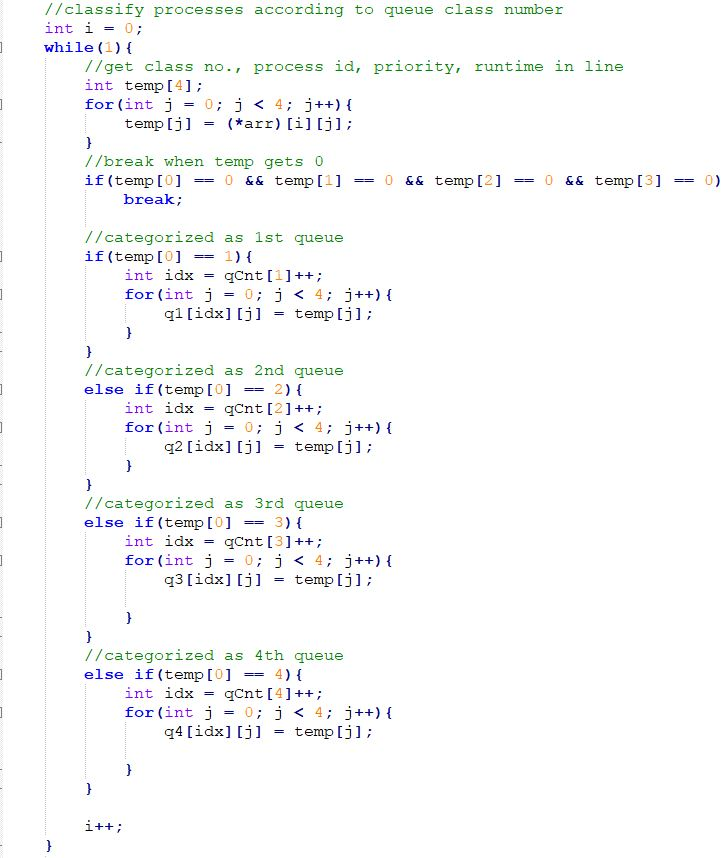 //classify processes according to queue class number
int i = 0;
while(1){
//get class no., process id, priority, runtime in line
int temp[4];
for(int j = 0; j < 4; j++){
temp[j] = (*arr)[i][j];
}
//break when temp gets 0
if(temp[0] == 0 && temp[1] == 0 && temp[2] == 0 && temp[3] == 0)
break;
//categorized as 1st queue
if(temp[0] == 1){
int idx = qCnt[1]++;
for(int j = 0; j < 4; j++){
q1[idx][j] = temp[j];
}
}
//categorized as 2nd queue
else if(temp[0] == 2){
int idx = qCnt[2]++;
for(int j = 0; j < 4; j++){
q2[idx][j] = temp[j];
}
}
//categorized as 3rd queue
else if(temp[0] == 3){
int idx = qCnt[3]++;
for(int j = 0; j < 4; j++){
q3[idx][j] = temp[j];
}
}
//categorized as 4th queue
else if(temp[0] == 4){
int idx = qCnt[4]++;
for(int j = 0; j < 4; j++){
q4[idx][j] = temp[j];
}
}
i++;
}